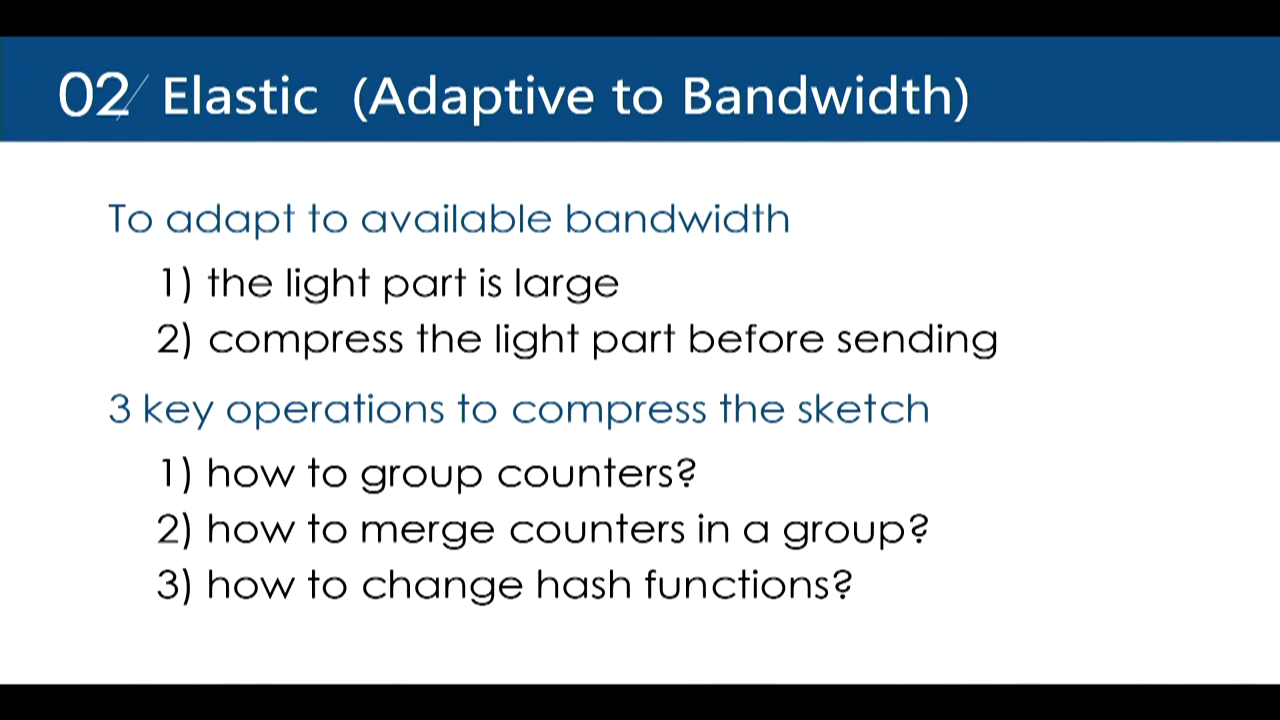 02/ Elastic (Adaptive to Bandwidth)
To adapt to available bandwidth
1) the light part is large
2) compress the light part before sending
3 key operations to compress the sketch
1) how to group counters?
2) how to merge counters in a group?
3) how to change hash functions?